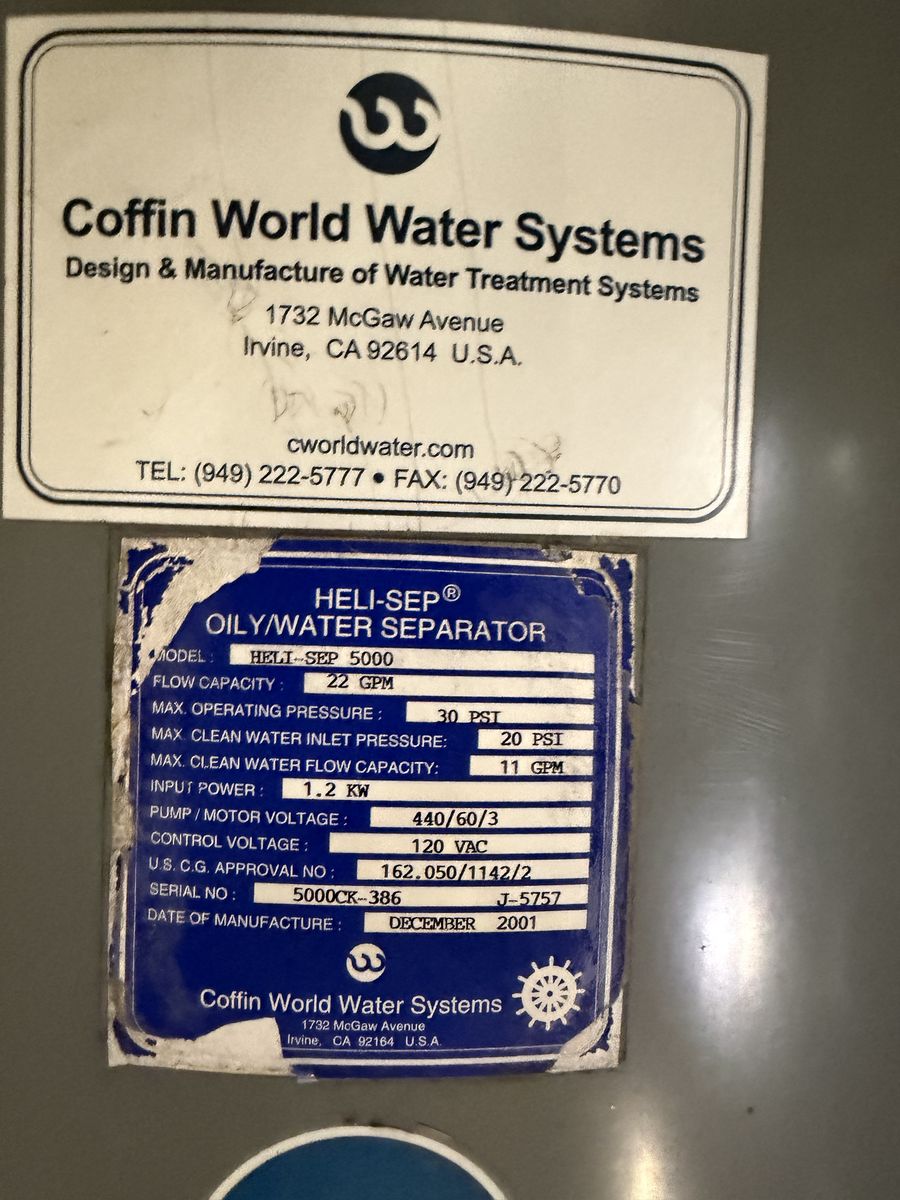 Coffin World Water Systems
Design & Manufacture of Water Treatment Systems
1732 McGaw Avenue
Irvine, CA 92614 U.S.A.
cworldwater.com
TEL: (949) 222-5777 • FAX: (949) 222-5770
HELI-SEP®
OILY/WATER SEPARATOR
MODEL : HELI-SEP 5000
FLOW CAPACITY : 22 GPM
MAX. OPERATING PRESSURE : 30 PSI
MAX. CLEAN WATER INLET PRESSURE: 20 PSI
MAX. CLEAN WATER FLOW CAPACITY: 11 GPM
INPUT POWER : 1.2 KW
PUMP / MOTOR VOLTAGE : 440/60/3
CONTROL VOLTAGE : 120 VAC
U.S. C.G. APPROVAL NO : 162.050/1142/2
SERIAL NO : 5000CK-386 J-5757
DATE OF MANUFACTURE : DECEMBER 2001
Coffin World Water Systems
1732 McGaw Avenue
Irvine, CA 92164 U.S.A.